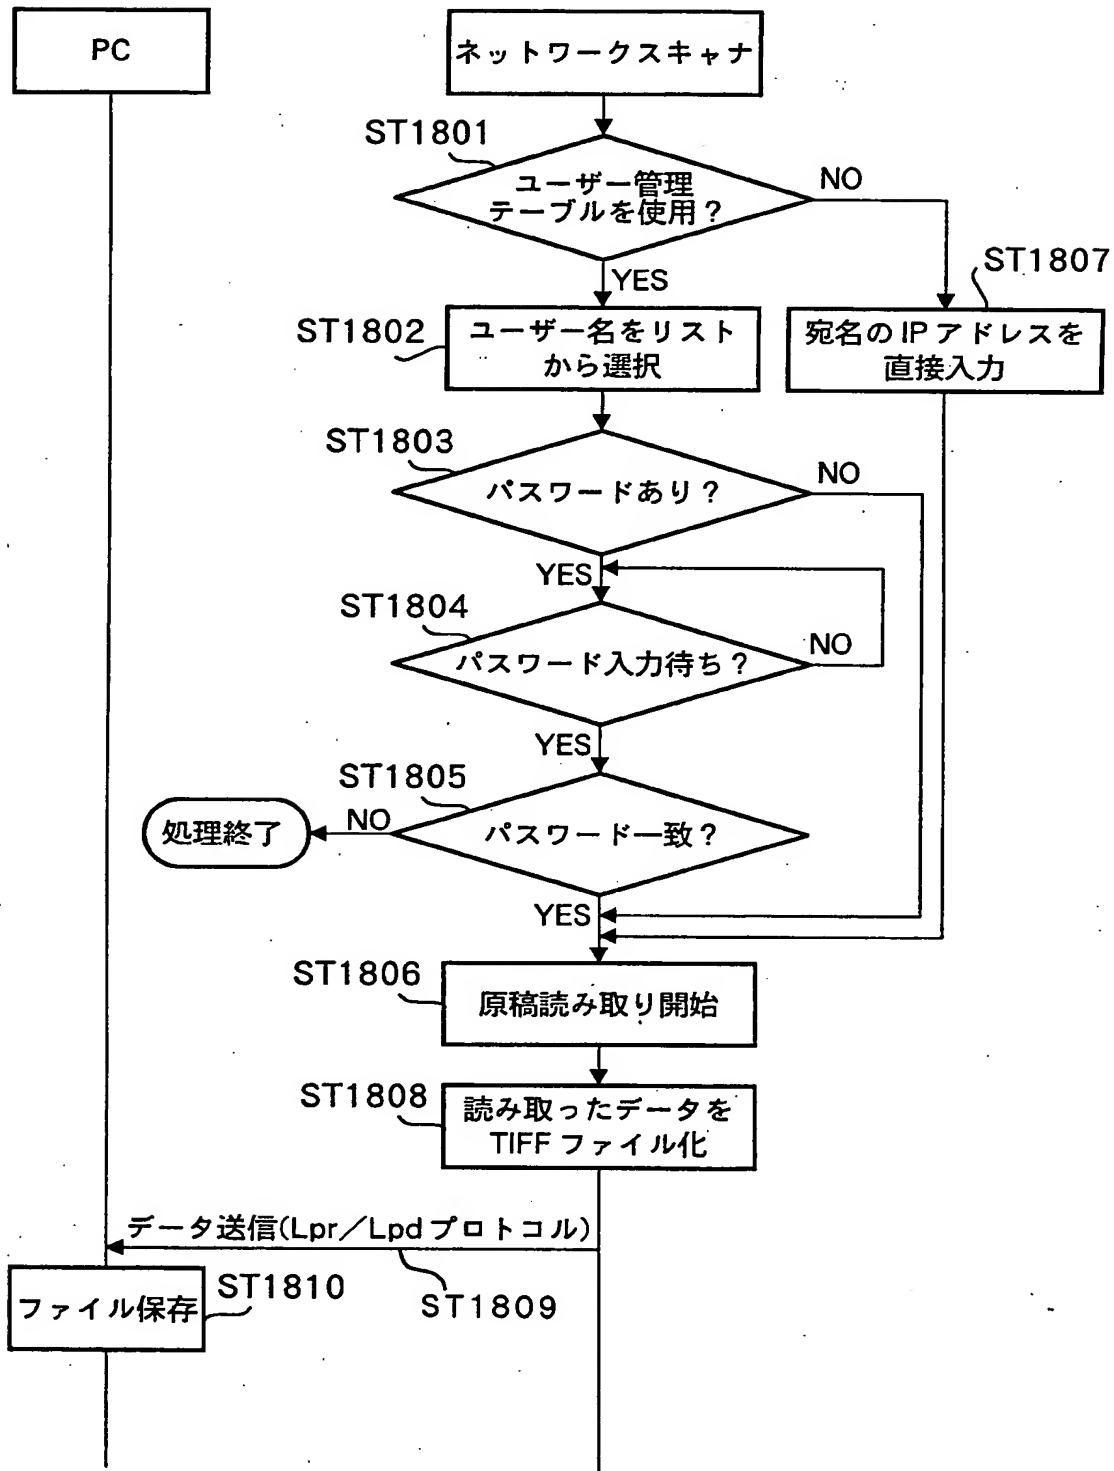 PC
ネットワークスキャナ
ST1801
ユーザー管理
テーブルを使用？
NO
YES
ST1807
宛名のIPアドレスを
直接入力
ST1802
ユーザー名をリスト
から選択
ST1803
パスワードあり？
NO
YES
ST1804
パスワード入力待ち？
NO
YES
ST1805
パスワード一致？
NO
処理終了
YES
ST1806
原稿読み取り開始
ST1808
読み取ったデータを
TIFFファイル化
データ送信(Lpr／Lpdプロトコル)
ST1809
ST1810
ファイル保存